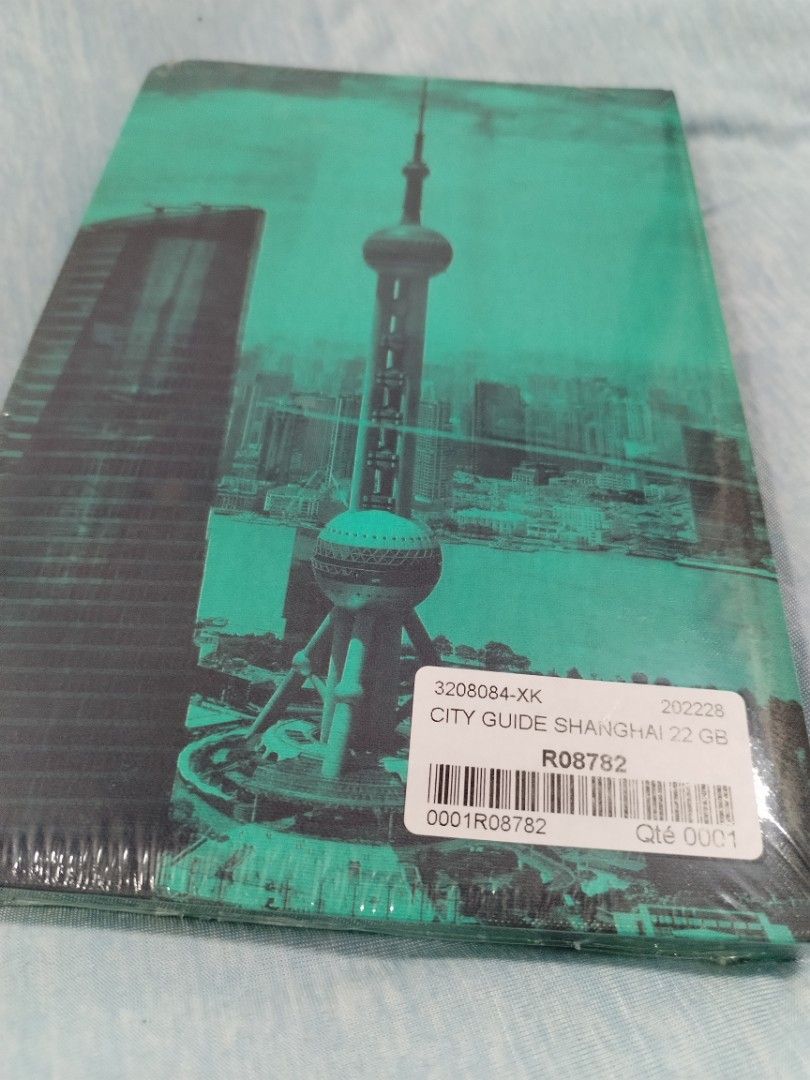 3208084-XK 202228
CITY GUIDE SHANGHAI 22 GB
R08782
0001R08782 Qté 0001